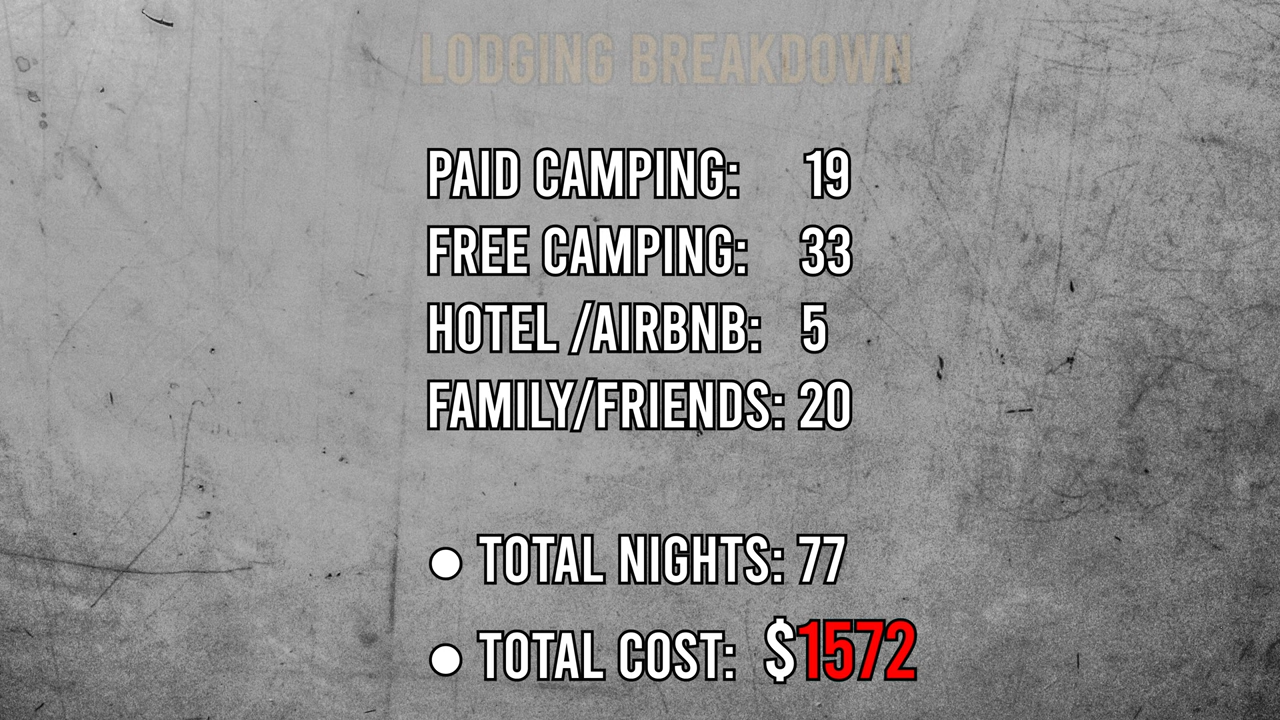 LODGING BREAKDOWN
PAID CAMPING: 19
FREE CAMPING: 33
HOTEL /AIRBNB: 5
FAMILY/FRIENDS: 20
● TOTAL NIGHTS: 77
● TOTAL COST: $1572